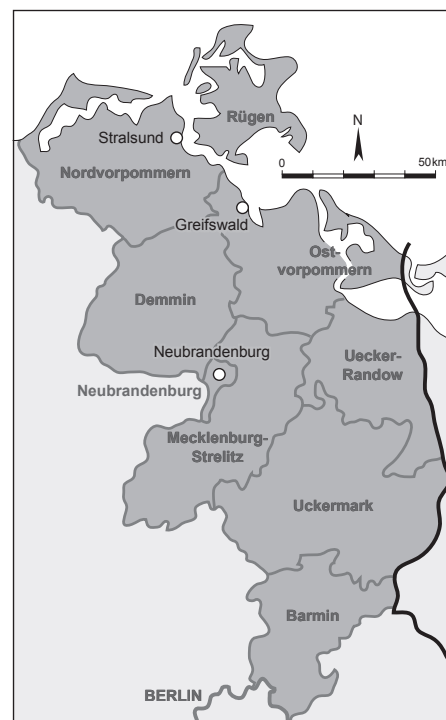 Rügen
N
Stralsund
0 50km
Nordvorpommern
Greifswald
Ost-
vorpommern
Demmin
Neubrandenburg
Uecker-
Randow
Neubrandenburg
Mecklenburg-
Strelitz
Uckermark
Barmin
BERLIN